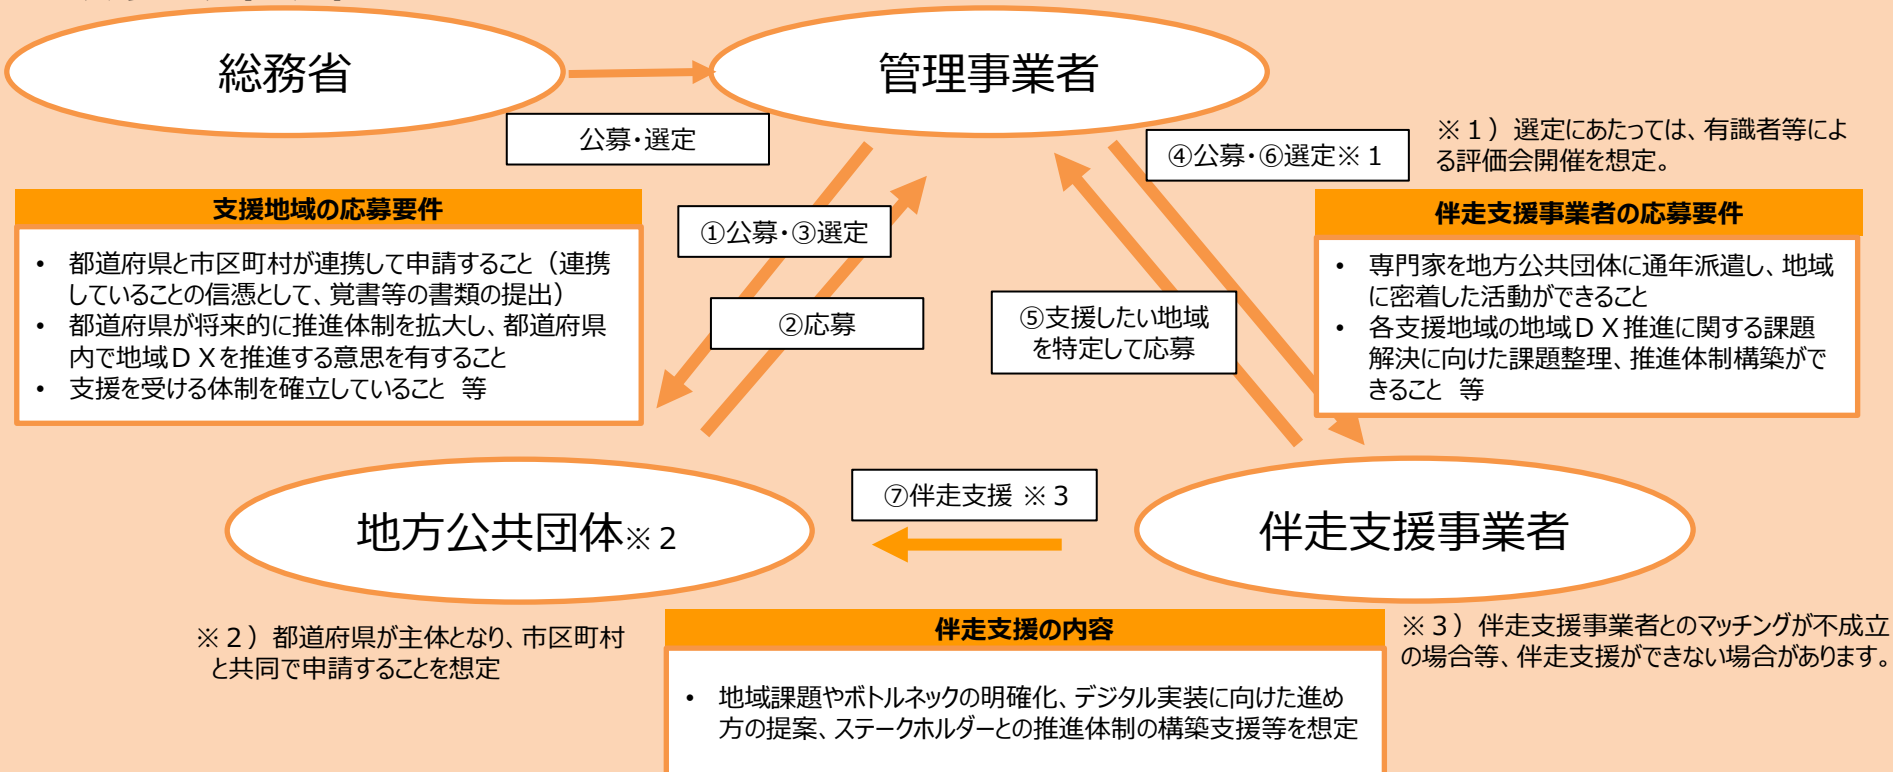 総務省
管理事業者
公募・選定
④公募・⑥選定※１
※１）選定にあたっては、有識者等によ
る評価会開催を想定。
支援地域の応募要件
• 都道府県と市区町村が連携して申請すること（連携
していることの信憑として、覚書等の書類の提出）
• 都道府県が将来的に推進体制を拡大し、都道府県
内で地域ＤＸを推進する意思を有すること
• 支援を受ける体制を確立していること 等
①公募・③選定
②応募
⑤支援したい地域
を特定して応募
伴走支援事業者の応募要件
• 専門家を地方公共団体に通年派遣し、地域
に密着した活動ができること
• 各支援地域の地域ＤＸ推進に関する課題
解決に向けた課題整理、推進体制構築がで
きること 等
⑦伴走支援 ※３
地方公共団体※２
伴走支援事業者
※２）都道府県が主体となり、市区町村
と共同で申請することを想定
伴走支援の内容
• 地域課題やボトルネックの明確化、デジタル実装に向けた進め
方の提案、ステークホルダーとの推進体制の構築支援等を想定
※３）伴走支援事業者とのマッチングが不成立
の場合等、伴走支援ができない場合があります。